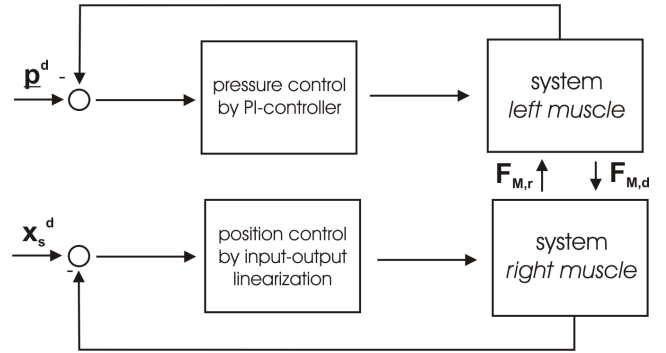 p^d
-
pressure control
by PI-controller
system
left muscle
F_M,r
F_M,d
x_s^d
-
position control
by input-output
linearization
system
right muscle